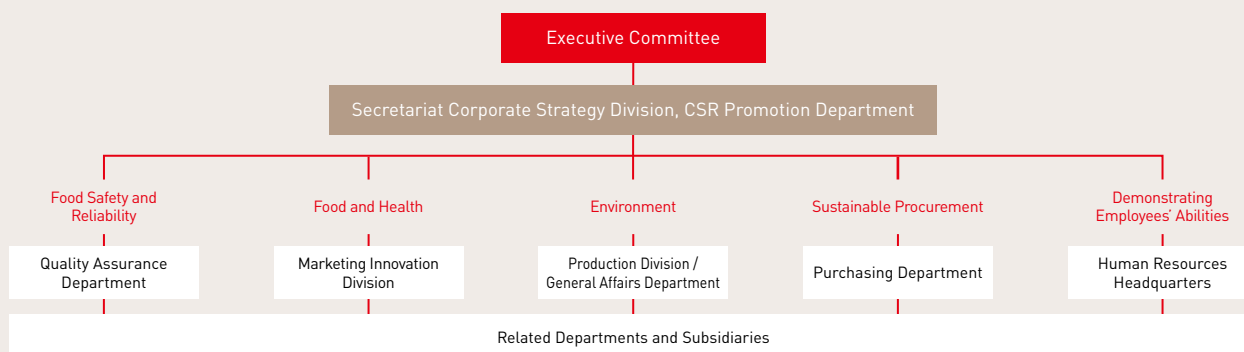 Executive Committee
Secretariat Corporate Strategy Division, CSR Promotion Department
Food Safety and
Reliability
Food and Health
Environment
Sustainable Procurement
Demonstrating
Employees’ Abilities
Quality Assurance
Department
Marketing Innovation
Division
Production Division /
General Affairs Department
Purchasing Department
Human Resources
Headquarters
Related Departments and Subsidiaries